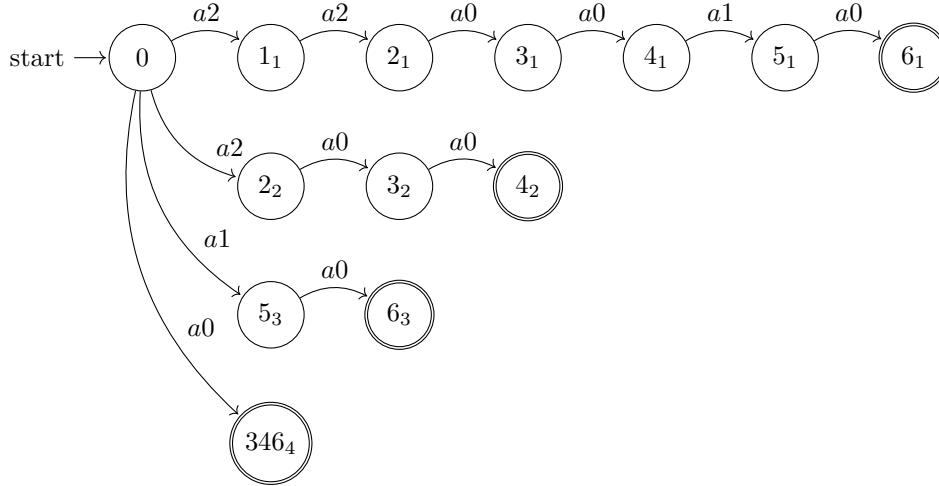 a2 a2 a0 a0 a1 a0
start 0 1₁ 2₁ 3₁ 4₁ 5₁ 6₁
a2 a0 a0
2₂ 3₂ 4₂
a1 a0
5₃ 6₃
a0
346₄